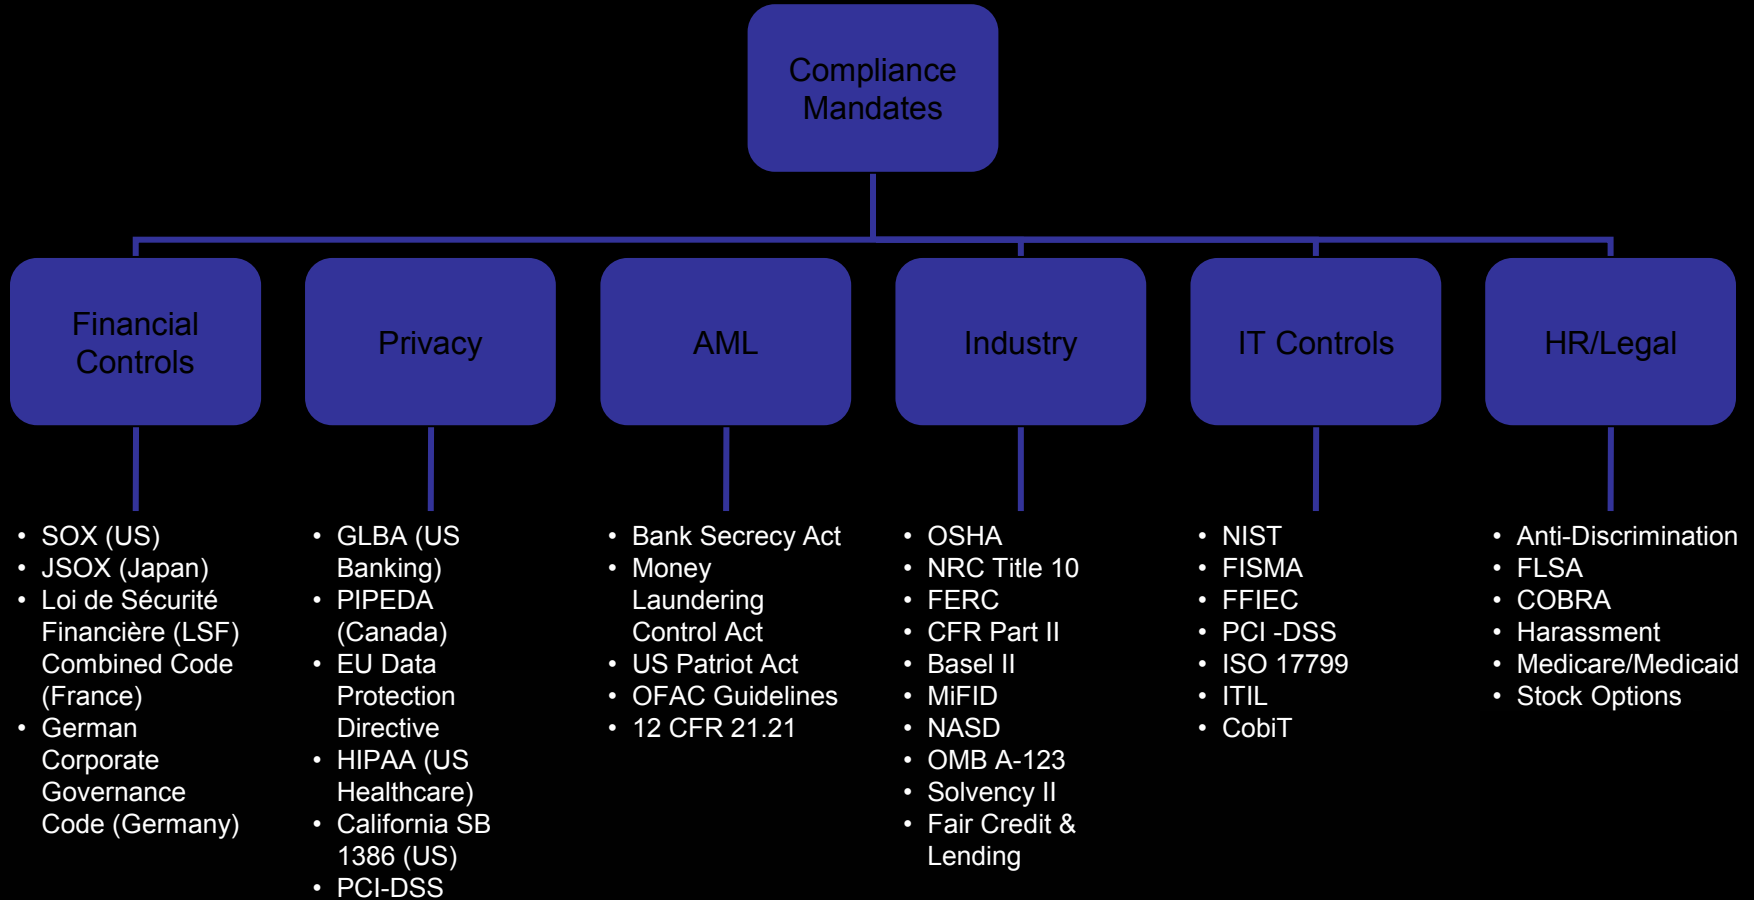 Compliance
Mandates
Financial
Controls
Privacy
AML
Industry
IT Controls
HR/Legal
• SOX (US)
• JSOX (Japan)
• Loi de Sécurité
Financière (LSF)
Combined Code
(France)
• German
Corporate
Governance
Code (Germany)
• GLBA (US
Banking)
• PIPEDA
(Canada)
• EU Data
Protection
Directive
• HIPAA (US
Healthcare)
• California SB
1386 (US)
• PCI-DSS
• Bank Secrecy Act
• Money
Laundering
Control Act
• US Patriot Act
• OFAC Guidelines
• 12 CFR 21.21
• OSHA
• NRC Title 10
• FERC
• CFR Part II
• Basel II
• MiFID
• NASD
• OMB A-123
• Solvency II
• Fair Credit &
Lending
• NIST
• FISMA
• FFIEC
• PCI -DSS
• ISO 17799
• ITIL
• CobiT
• Anti-Discrimination
• FLSA
• COBRA
• Harassment
• Medicare/Medicaid
• Stock Options